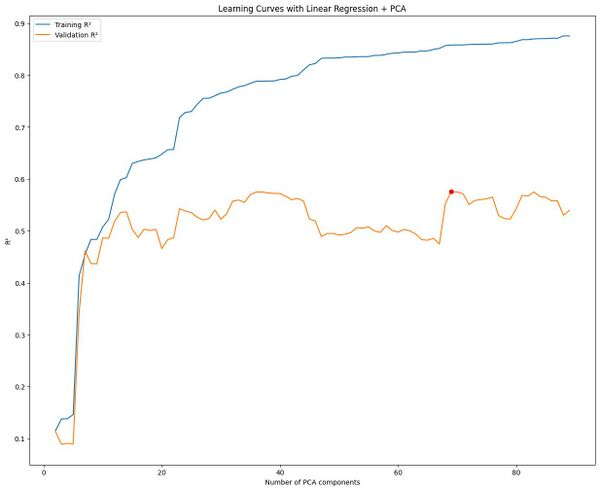 Learning Curves with Linear Regression + PCA
Training R²
Validation R²
0.9
0.8
0.7
0.6
0.5
0.4
0.3
0.2
0.1
R²
0 20 40 60 80
Number of PCA components